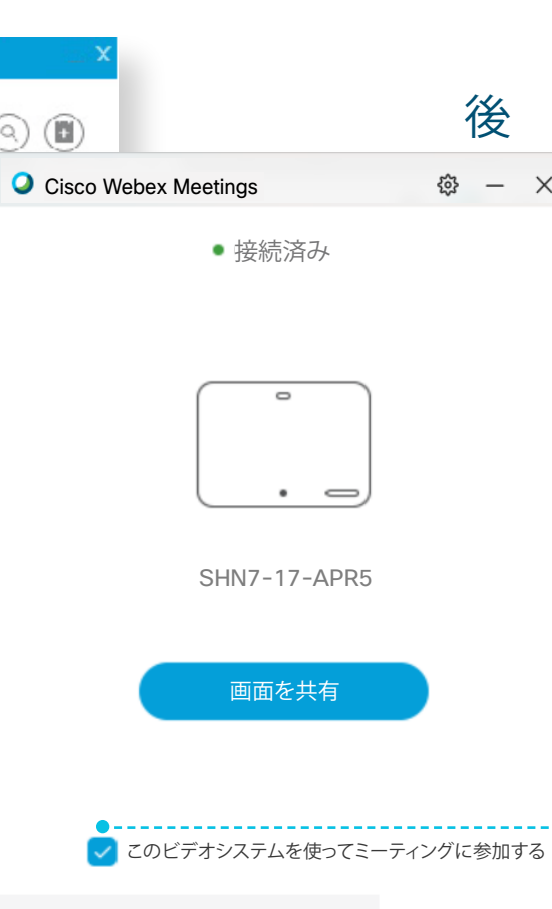 後
Cisco Webex Meetings
接続済み
SHN7-17-APR5
画面を共有
このビデオシステムを使ってミーティングに参加する